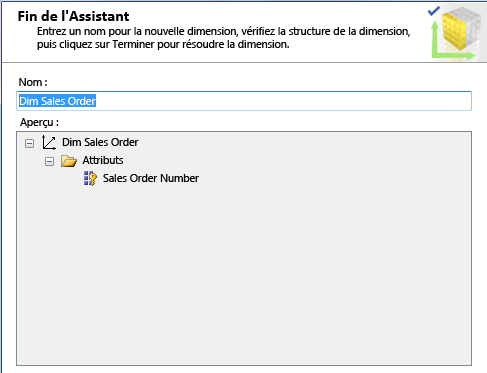 Fin de l'Assistant
Entrez un nom pour la nouvelle dimension, vérifiez la structure de la dimension,
puis cliquez sur Terminer pour résoudre la dimension.
Nom :
Dim Sales Order
Aperçu :
Dim Sales Order
Attributs
Sales Order Number